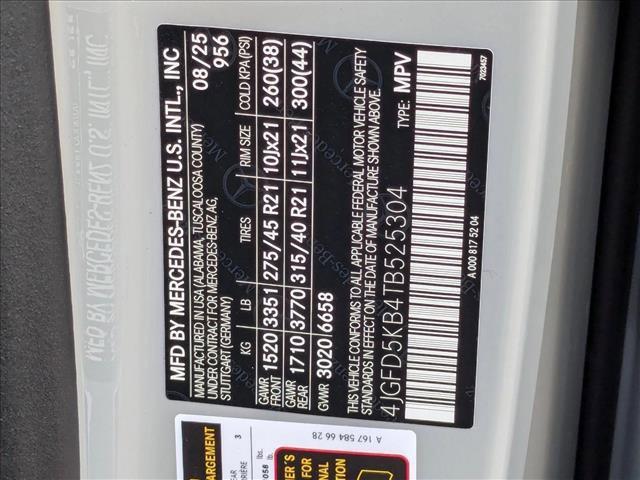 MFD BY MERCEDES-BENZ U.S. INTL., INC
MANUFACTURED IN USA (ALABAMA, TUSCALOOSA COUNTY) 08/25
UNDER CONTRACT FOR MERCEDES-BENZ AG,
STUTTGART (GERMANY) 956
KG LB TIRES RIM SIZE COLD KPA(PSI)
GAWR FRONT 1520 3351 275/45 R21 10Jx21 260(38)
GAWR REAR 1710 3770 315/40 R21 11Jx21 300(44)
GVWR 3020/6658
THIS VEHICLE CONFORMS TO ALL APPLICABLE FEDERAL MOTOR VEHICLE SAFETY
STANDARDS IN EFFECT ON THE DATE OF MANUFACTURE SHOWN ABOVE.
4JGFD5KB4TB525304 TYPE: MPV
A 000 817 52 04
7023457
A 167 584 66 28
ARGEMENT
3